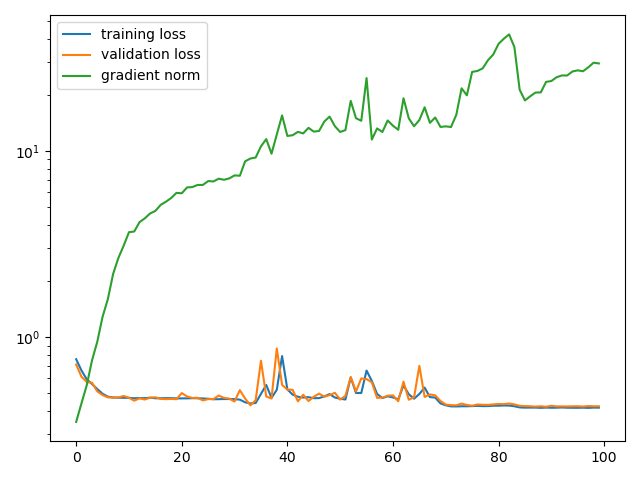 training loss
validation loss
gradient norm
10¹
10⁰
0 20 40 60 80 100